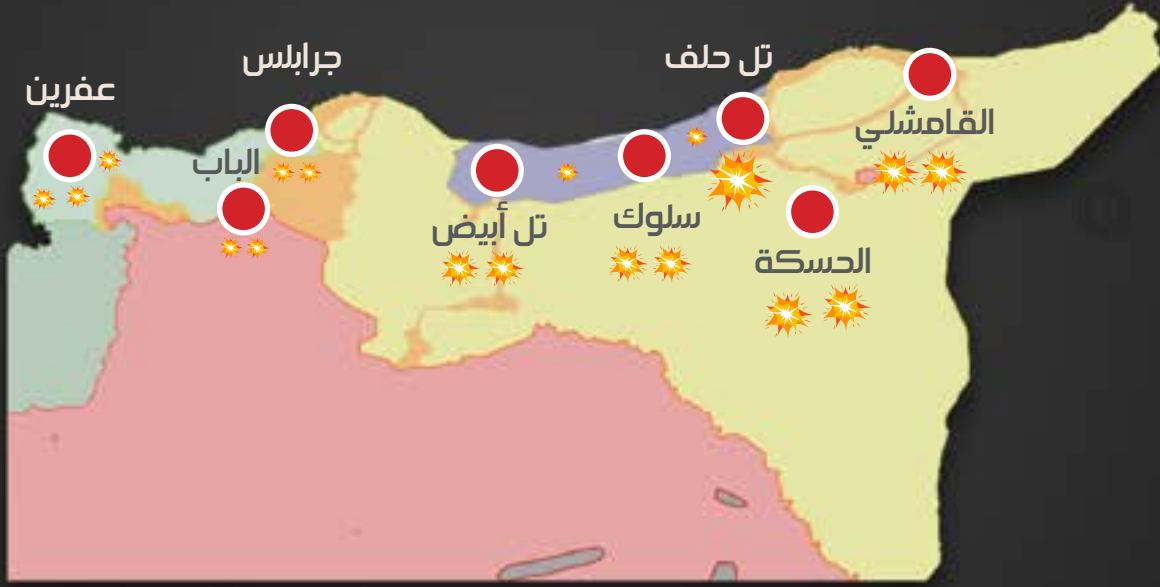 جرابلس
تل حلف
عفرين
القامشلي
الباب
سلوك
تل أبيض
الحسكة